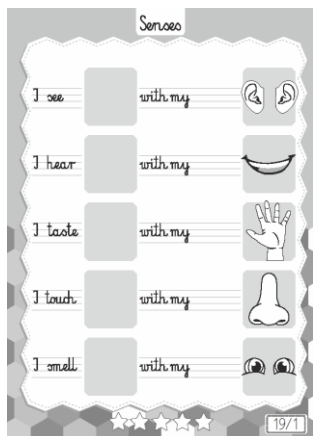 Senses
I see with my
I hear with my
I taste with my
I touch with my
I smell with my
19/1